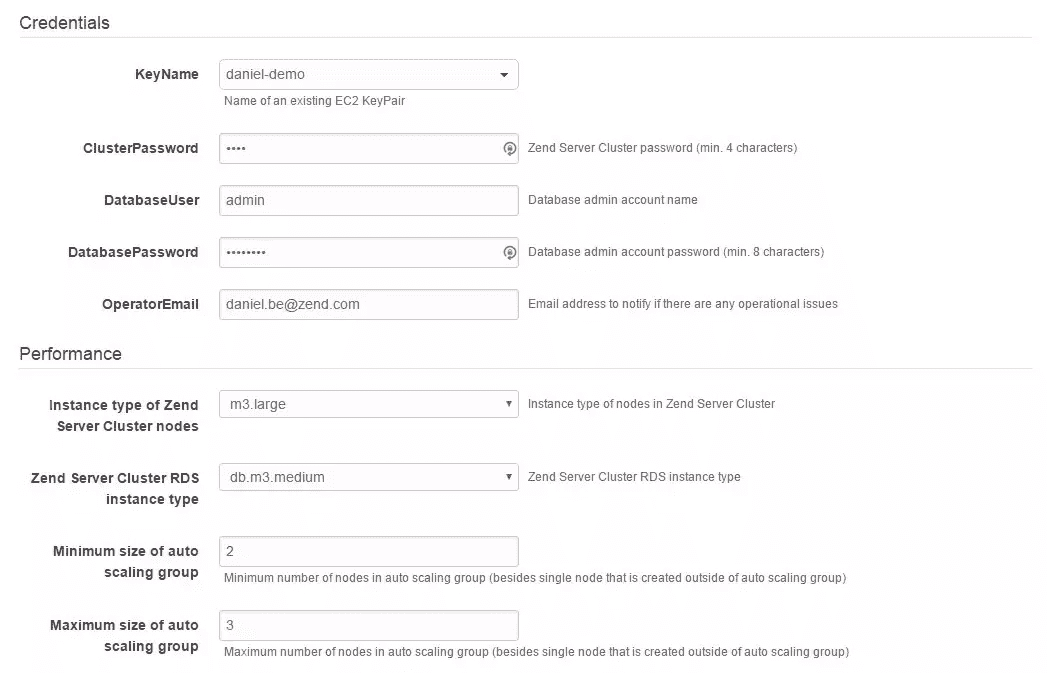 Credentials
KeyName daniel-demo
Name of an existing EC2 KeyPair
ClusterPassword •••• Zend Server Cluster password (min. 4 characters)
DatabaseUser admin Database admin account name
DatabasePassword •••••••• Database admin account password (min. 8 characters)
OperatorEmail daniel.be@zend.com Email address to notify if there are any operational issues
Performance
Instance type of Zend m3.large Instance type of nodes in Zend Server Cluster
Server Cluster nodes
Zend Server Cluster RDS db.m3.medium Zend Server Cluster RDS instance type
instance type
Minimum size of auto 2
scaling group
Minimum number of nodes in auto scaling group (besides single node that is created outside of auto scaling group)
Maximum size of auto 3
scaling group
Maximum number of nodes in auto scaling group (besides single node that is created outside of auto scaling group)